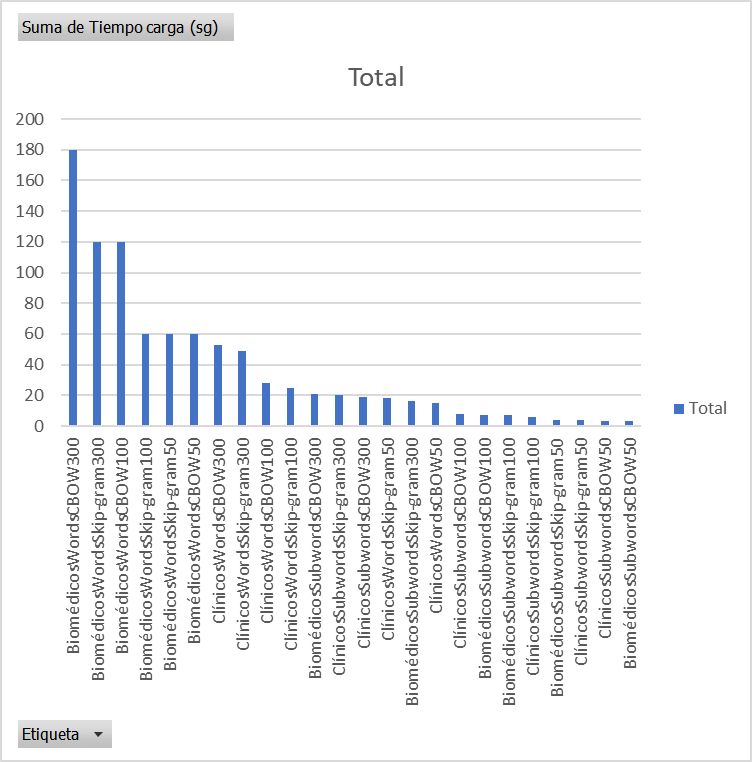 Suma de Tiempo carga (sg)
Total
200
180
160
140
120
100
80
60
40
20
0
BiomédicosWordsCBOW300
BiomédicosWordsSkip-gram300
BiomédicosWordsCBOW100
BiomédicosWordsSkip-gram100
BiomédicosWordsSkip-gram50
BiomédicosWordsCBOW50
ClínicosWordsCBOW300
ClínicosWordsSkip-gram300
ClínicosWordsCBOW100
ClínicosWordsSkip-gram100
BiomédicosSubwordsCBOW300
ClínicosSubwordsSkip-gram300
ClínicosSubwordsCBOW300
ClínicosWordsSkip-gram50
BiomédicosSubwordsSkip-gram300
ClínicosWordsCBOW50
ClínicosSubwordsCBOW100
BiomédicosSubwordsCBOW100
BiomédicosSubwordsSkip-gram100
ClínicosSubwordsSkip-gram100
BiomédicosSubwordsSkip-gram50
ClínicosSubwordsSkip-gram50
ClínicosSubwordsCBOW50
BiomédicosSubwordsCBOW50
Total
Etiqueta